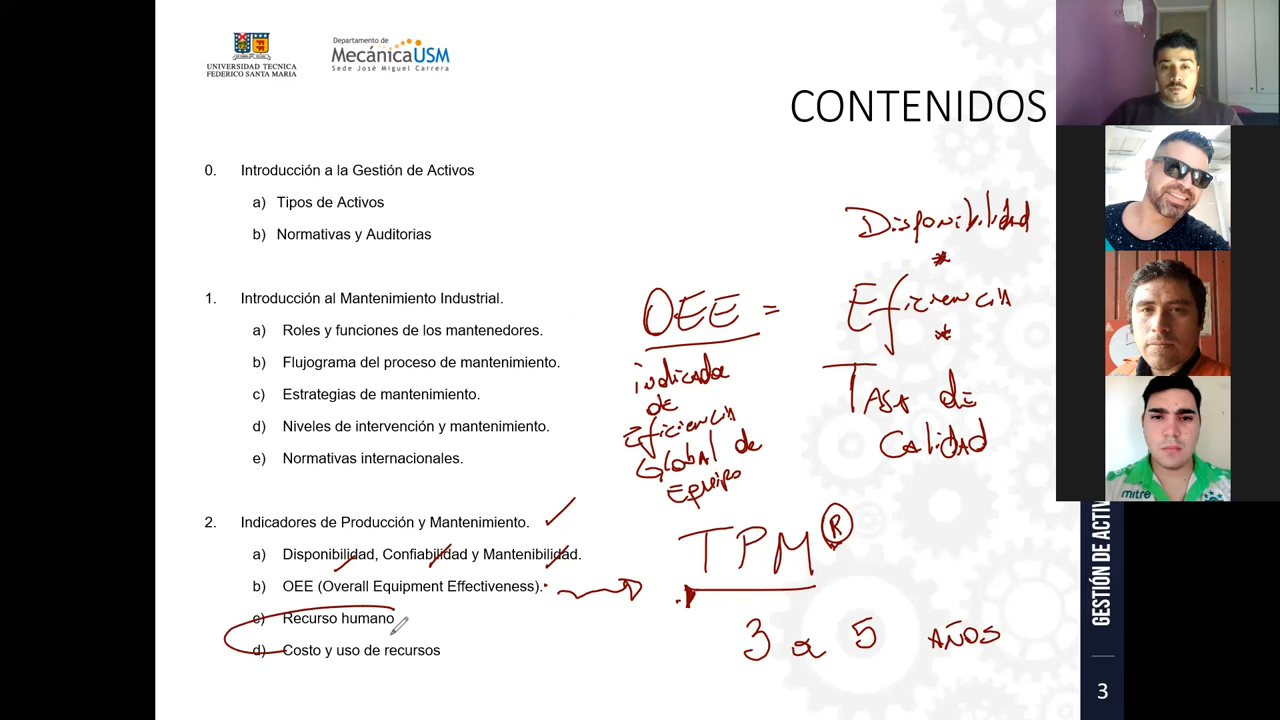 UNIVERSIDAD TECNICA
FEDERICO SANTA MARIA
Departamento de
MecánicaUSM
Sede José Miguel Carrera
CONTENIDOS
0. Introducción a la Gestión de Activos
a) Tipos de Activos
b) Normativas y Auditorias
1. Introducción al Mantenimiento Industrial.
a) Roles y funciones de los mantenedores.
b) Flujograma del proceso de mantenimiento.
c) Estrategias de mantenimiento.
d) Niveles de intervención y mantenimiento.
e) Normativas internacionales.
2. Indicadores de Producción y Mantenimiento.
a) Disponibilidad, Confiabilidad y Mantenibilidad.
b) OEE (Overall Equipment Effectiveness).
c) Recurso humano
d) Costo y uso de recursos
OEE =
Disponibilidad
*
Eficiencia
*
Tasa de
Calidad
indicador
de
Eficiencia
Global de
Equipo
TPM®
3 a 5 AÑOS
mitre
GESTIÓN DE ACTIV
3